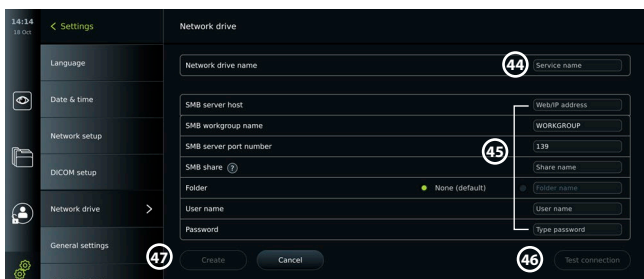 14:14
18 Oct
Settings
Network drive
Language
Date & time
Network setup
DICOM setup
Network drive
General settings
Network drive name
44
Service name
SMB server host
Web/IP address
SMB workgroup name
WORKGROUP
SMB server port number
45
139
SMB share ?
Share name
Folder
None (default)
Folder name
User name
User name
Password
Type password
47
Create
Cancel
46
Test connection